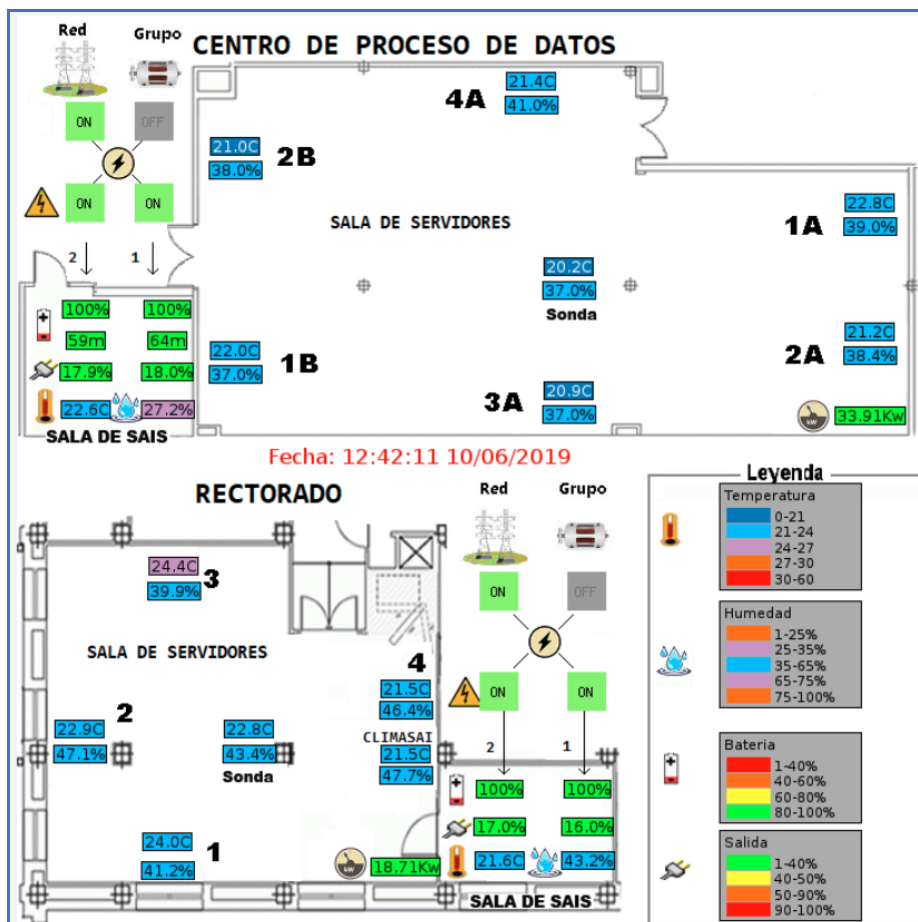 Red
Grupo
CENTRO DE PROCESO DE DATOS
ON
OFF
ON
ON
2
1
4A
21.4C
41.0%
21.0C
38.0%
2B
SALA DE SERVIDORES
1A
22.8C
39.0%
20.2C
37.0%
Sonda
100%
100%
59m
64m
17.9%
18.0%
22.6C
27.2%
SALA DE SAIS
22.0C
37.0%
1B
3A
20.9C
37.0%
21.2C
38.4%
2A
kW
33.91Kw
Fecha: 12:42:11 10/06/2019
RECTORADO
Red
Grupo
ON
OFF
ON
ON
2
1
24.4C
39.9%
3
SALA DE SERVIDORES
4
21.5C
46.4%
CLIMASAI
21.5C
47.7%
22.9C
47.1%
2
22.8C
43.4%
Sonda
24.0C
41.2%
1
kW
18.71Kw
100%
100%
17.0%
16.0%
21.6C
43.2%
SALA DE SAIS
Leyenda
Temperatura
0-21
21-24
24-27
27-30
30-60
Humedad
1-25%
25-35%
35-65%
65-75%
75-100%
Bateria
1-40%
40-60%
60-80%
80-100%
Salida
1-40%
40-50%
50-90%
90-100%